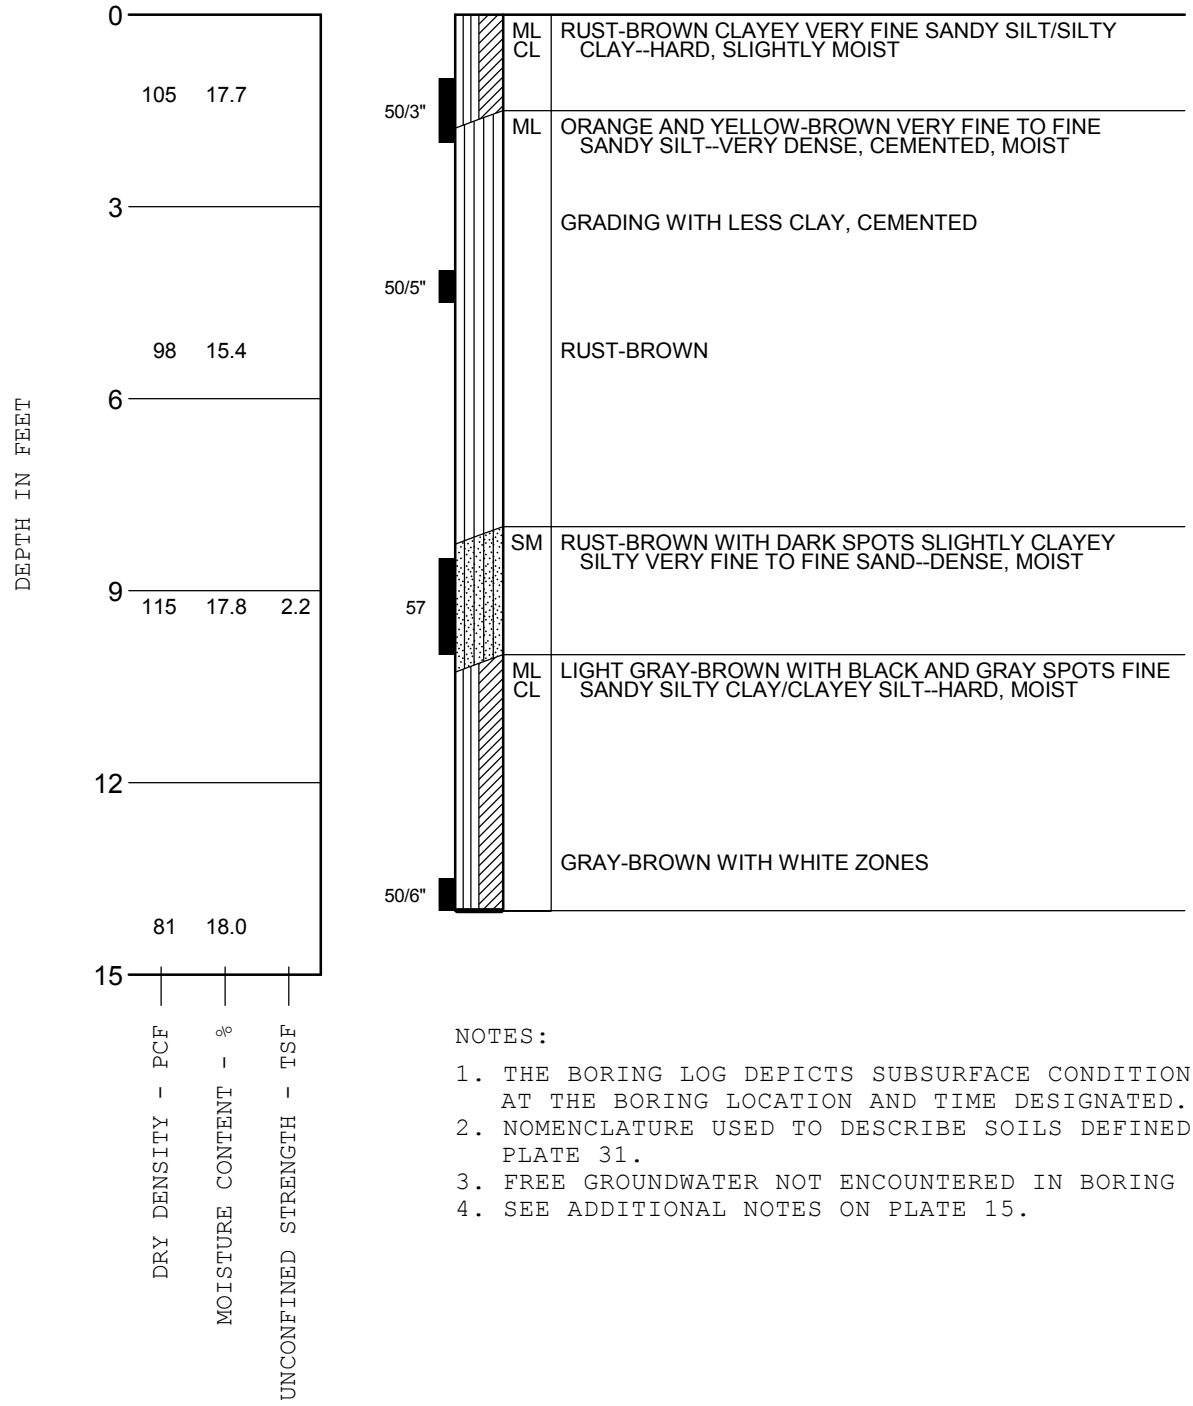 0
ML RUST-BROWN CLAYEY VERY FINE SANDY SILT/SILTY
CL CLAY--HARD, SLIGHTLY MOIST
105 17.7
50/3"
ML ORANGE AND YELLOW-BROWN VERY FINE TO FINE
SANDY SILT--VERY DENSE, CEMENTED, MOIST
3
GRADING WITH LESS CLAY, CEMENTED
50/5"
98 15.4
RUST-BROWN
6
DEPTH IN FEET
SM RUST-BROWN WITH DARK SPOTS SLIGHTLY CLAYEY
SILTY VERY FINE TO FINE SAND--DENSE, MOIST
9
115 17.8 2.2
57
ML LIGHT GRAY-BROWN WITH BLACK AND GRAY SPOTS FINE
CL SANDY SILTY CLAY/CLAYEY SILT--HARD, MOIST
12
GRAY-BROWN WITH WHITE ZONES
50/6"
81 18.0
15
DRY DENSITY - PCF
MOISTURE CONTENT - %
UNCONFINED STRENGTH - TSF
NOTES:
1. THE BORING LOG DEPICTS SUBSURFACE CONDITION
AT THE BORING LOCATION AND TIME DESIGNATED.
2. NOMENCLATURE USED TO DESCRIBE SOILS DEFINED
PLATE 31.
3. FREE GROUNDWATER NOT ENCOUNTERED IN BORING
4. SEE ADDITIONAL NOTES ON PLATE 15.